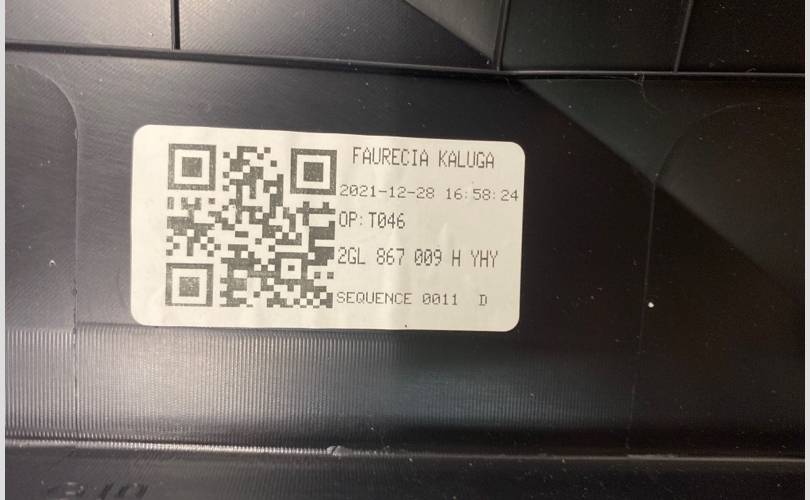 FAURECIA KALUGA
2021-12-28 16:58:24
OP:T046
2GL 867 009 H YHY
SEQUENCE 0011 D